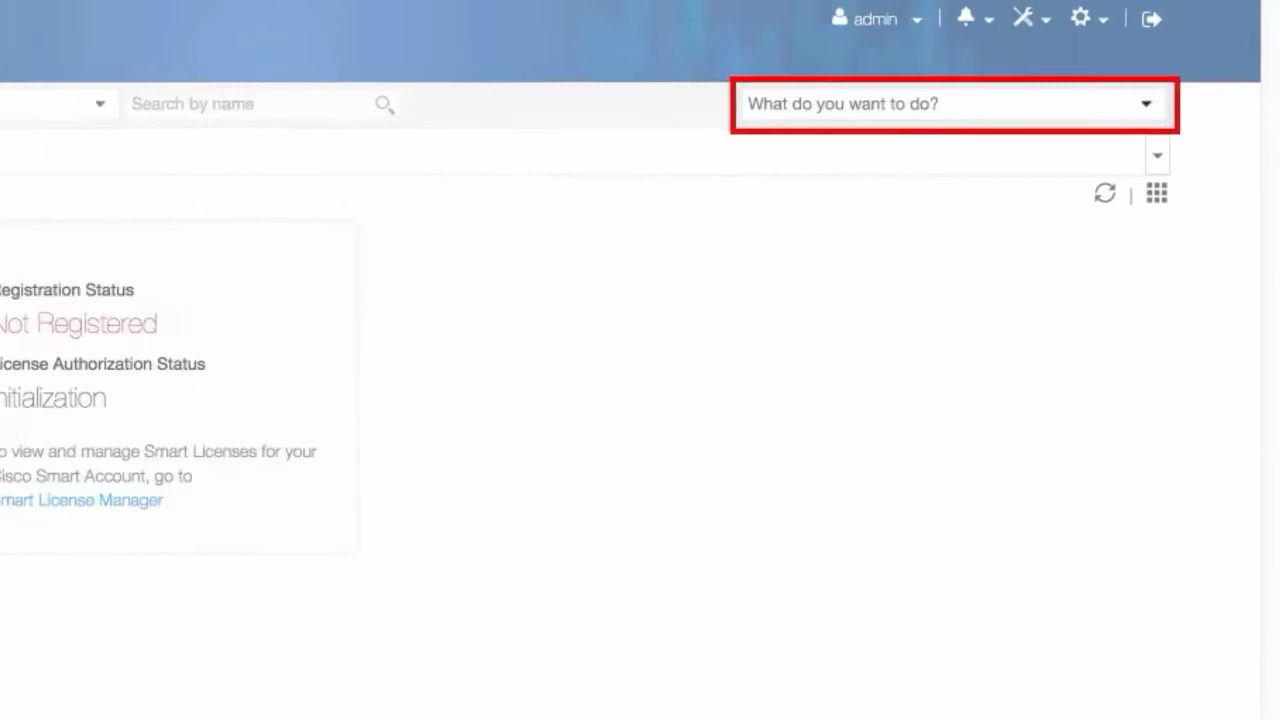 admin
Search by name
What do you want to do?
egistration Status
Not Registered
icense Authorization Status
nitialization
o view and manage Smart Licenses for your
isco Smart Account, go to
mart License Manager